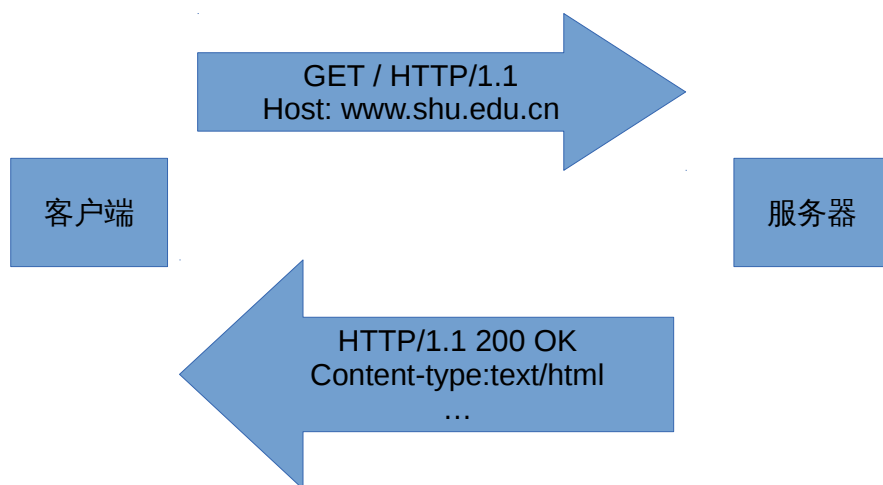 GET / HTTP/1.1
Host: www.shu.edu.cn
客户端
服务器
HTTP/1.1 200 OK
Content-type:text/html
…